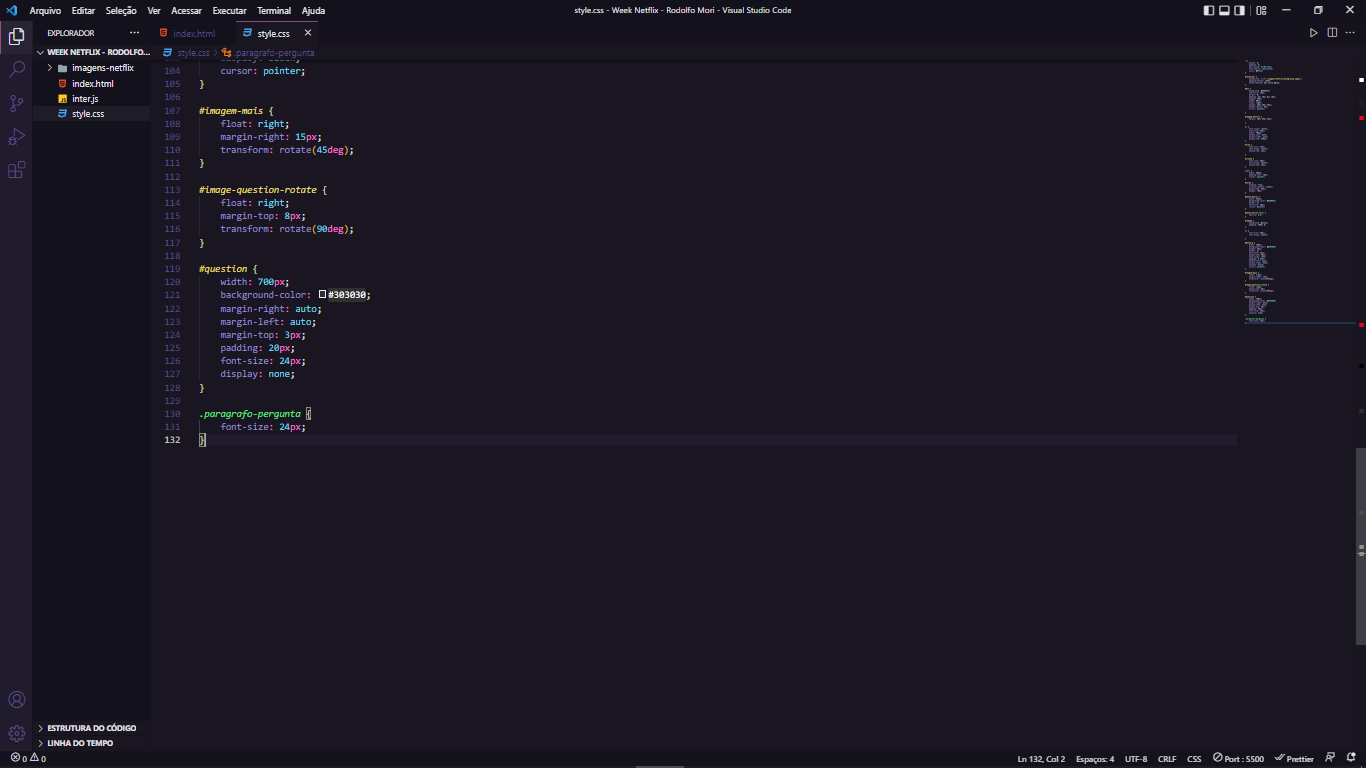 Arquivo Editar Seleção Ver Acessar Executar Terminal Ajuda
style.css - Week Netflix - Rodolfo Mori - Visual Studio Code
EXPLORADOR ···
index.html
style.css
WEEK NETFLIX - RODOLFO...
style.css > .paragrafo-pergunta
imagens-netflix
index.html
inter.js
style.css
104 cursor: pointer;
105 }
106
107 #imagem-mais {
108 float: right;
109 margin-right: 15px;
110 transform: rotate(45deg);
111 }
112
113 #image-question-rotate {
114 float: right;
115 margin-top: 8px;
116 transform: rotate(90deg);
117 }
118
119 #question {
120 width: 700px;
121 background-color: #303030;
122 margin-right: auto;
123 margin-left: auto;
124 margin-top: 3px;
125 padding: 20px;
126 font-size: 24px;
127 display: none;
128 }
129
130 .paragrafo-pergunta {
131 font-size: 24px;
132 }
ESTRUTURA DO CÓDIGO
LINHA DO TEMPO
0 0
Ln 132, Col 2 Espaços: 4 UTF-8 CRLF CSS Port : 5500 Prettier